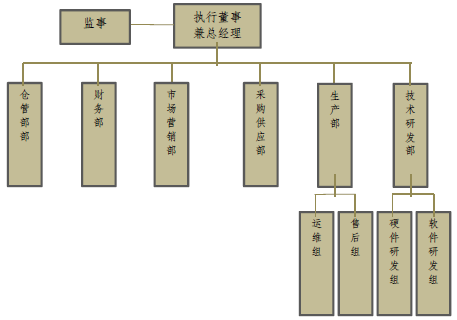 监事
执行董事
兼总经理
仓管部部
财务部
市场营销部
采购供应部
生产部
技术研发部
运维组
售后组
硬件研发组
软件研发组